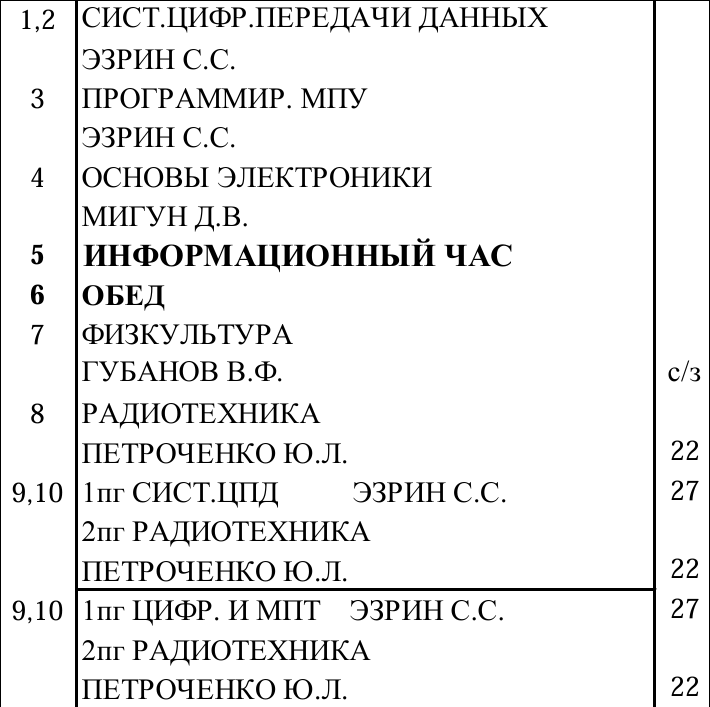 1,2 СИСТ.ЦИФР.ПЕРЕДАЧИ ДАННЫХ
ЭЗРИН С.С.
3 ПРОГРАММИР. МПУ
ЭЗРИН С.С.
4 ОСНОВЫ ЭЛЕКТРОНИКИ
МИГУН Д.В.
5 ИНФОРМАЦИОННЫЙ ЧАС
6 ОБЕД
7 ФИЗКУЛЬТУРА
ГУБАНОВ В.Ф. с/з
8 РАДИОТЕХНИКА
ПЕТРОЧЕНКО Ю.Л. 22
9,10 1пг СИСТ.ЦПД ЭЗРИН С.С. 27
2пг РАДИОТЕХНИКА
ПЕТРОЧЕНКО Ю.Л. 22
9,10 1пг ЦИФР. И МПТ ЭЗРИН С.С. 27
2пг РАДИОТЕХНИКА
ПЕТРОЧЕНКО Ю.Л. 22